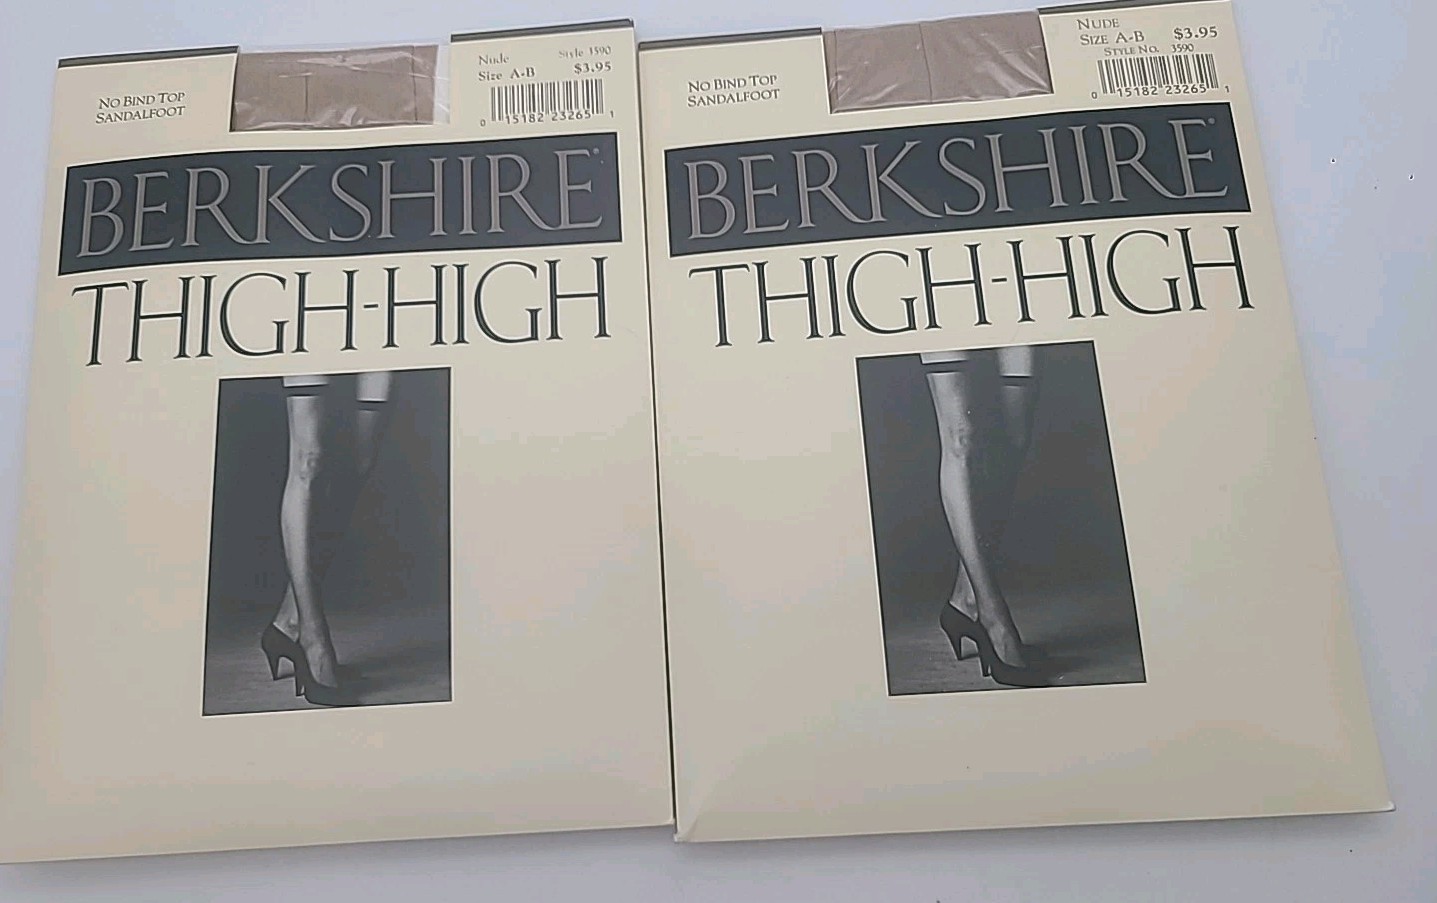 NO BIND TOP
SANDALFOOT
Nude Style 3590
Size A-B $3.95
0 15182 23265 1
BERKSHIRE®
THIGH-HIGH
NO BIND TOP
SANDALFOOT
NUDE
SIZE A-B $3.95
STYLE NO. 3590
0 15182 23265 1
BERKSHIRE®
THIGH-HIGH